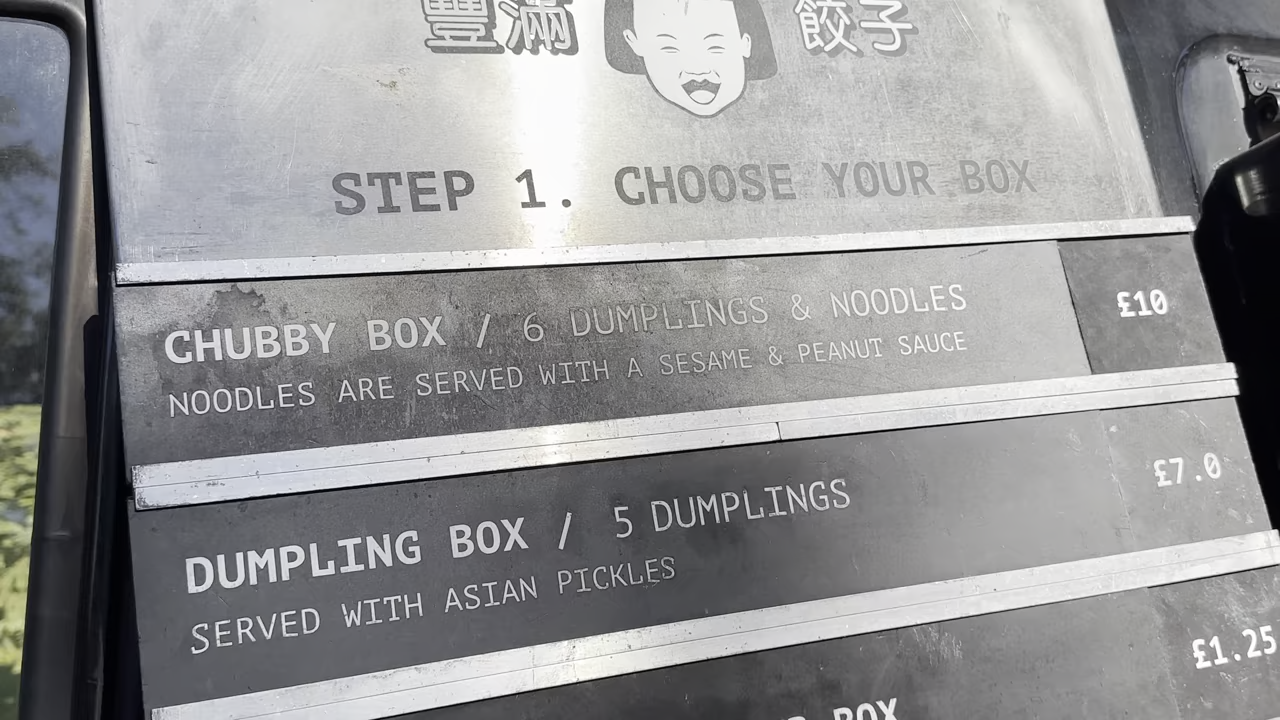 豐滿 餃子
STEP 1. CHOOSE YOUR BOX
CHUBBY BOX / 6 DUMPLINGS & NOODLES £10
NOODLES ARE SERVED WITH A SESAME & PEANUT SAUCE
DUMPLING BOX / 5 DUMPLINGS £7.0
SERVED WITH ASIAN PICKLES
BOX £1.25